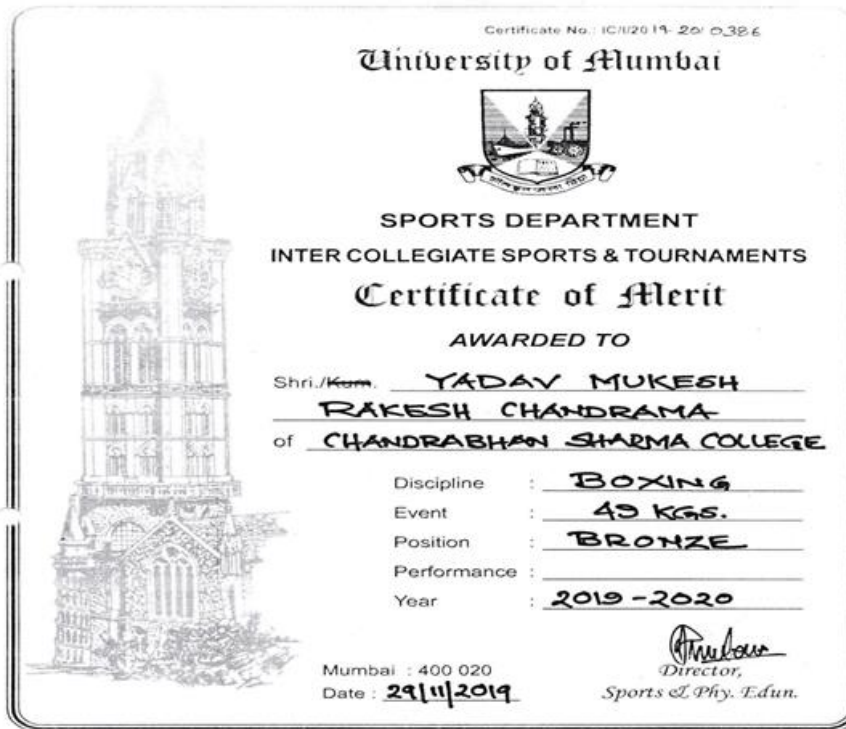 Certificate No.: IC/I/2019-20/0386
University of Mumbai
SPORTS DEPARTMENT
INTER COLLEGIATE SPORTS & TOURNAMENTS
Certificate of Merit
AWARDED TO
Shri./Kum. YADAV MUKESH
RAKESH CHANDRAMA
of CHANDRABHAN SHARMA COLLEGE
Discipline : BOXING
Event : 49 KGS.
Position : BRONZE
Performance :
Year : 2019-2020
Mumbai : 400 020
Date : 29/11/2019
Director,
Sports & Phy. Edun.